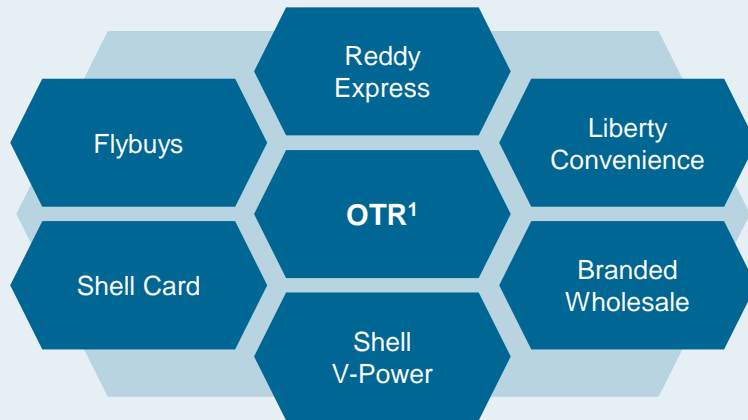 Reddy
Express
Flybuys
Liberty
Convenience
OTR¹
Shell Card
Branded
Wholesale
Shell
V-Power